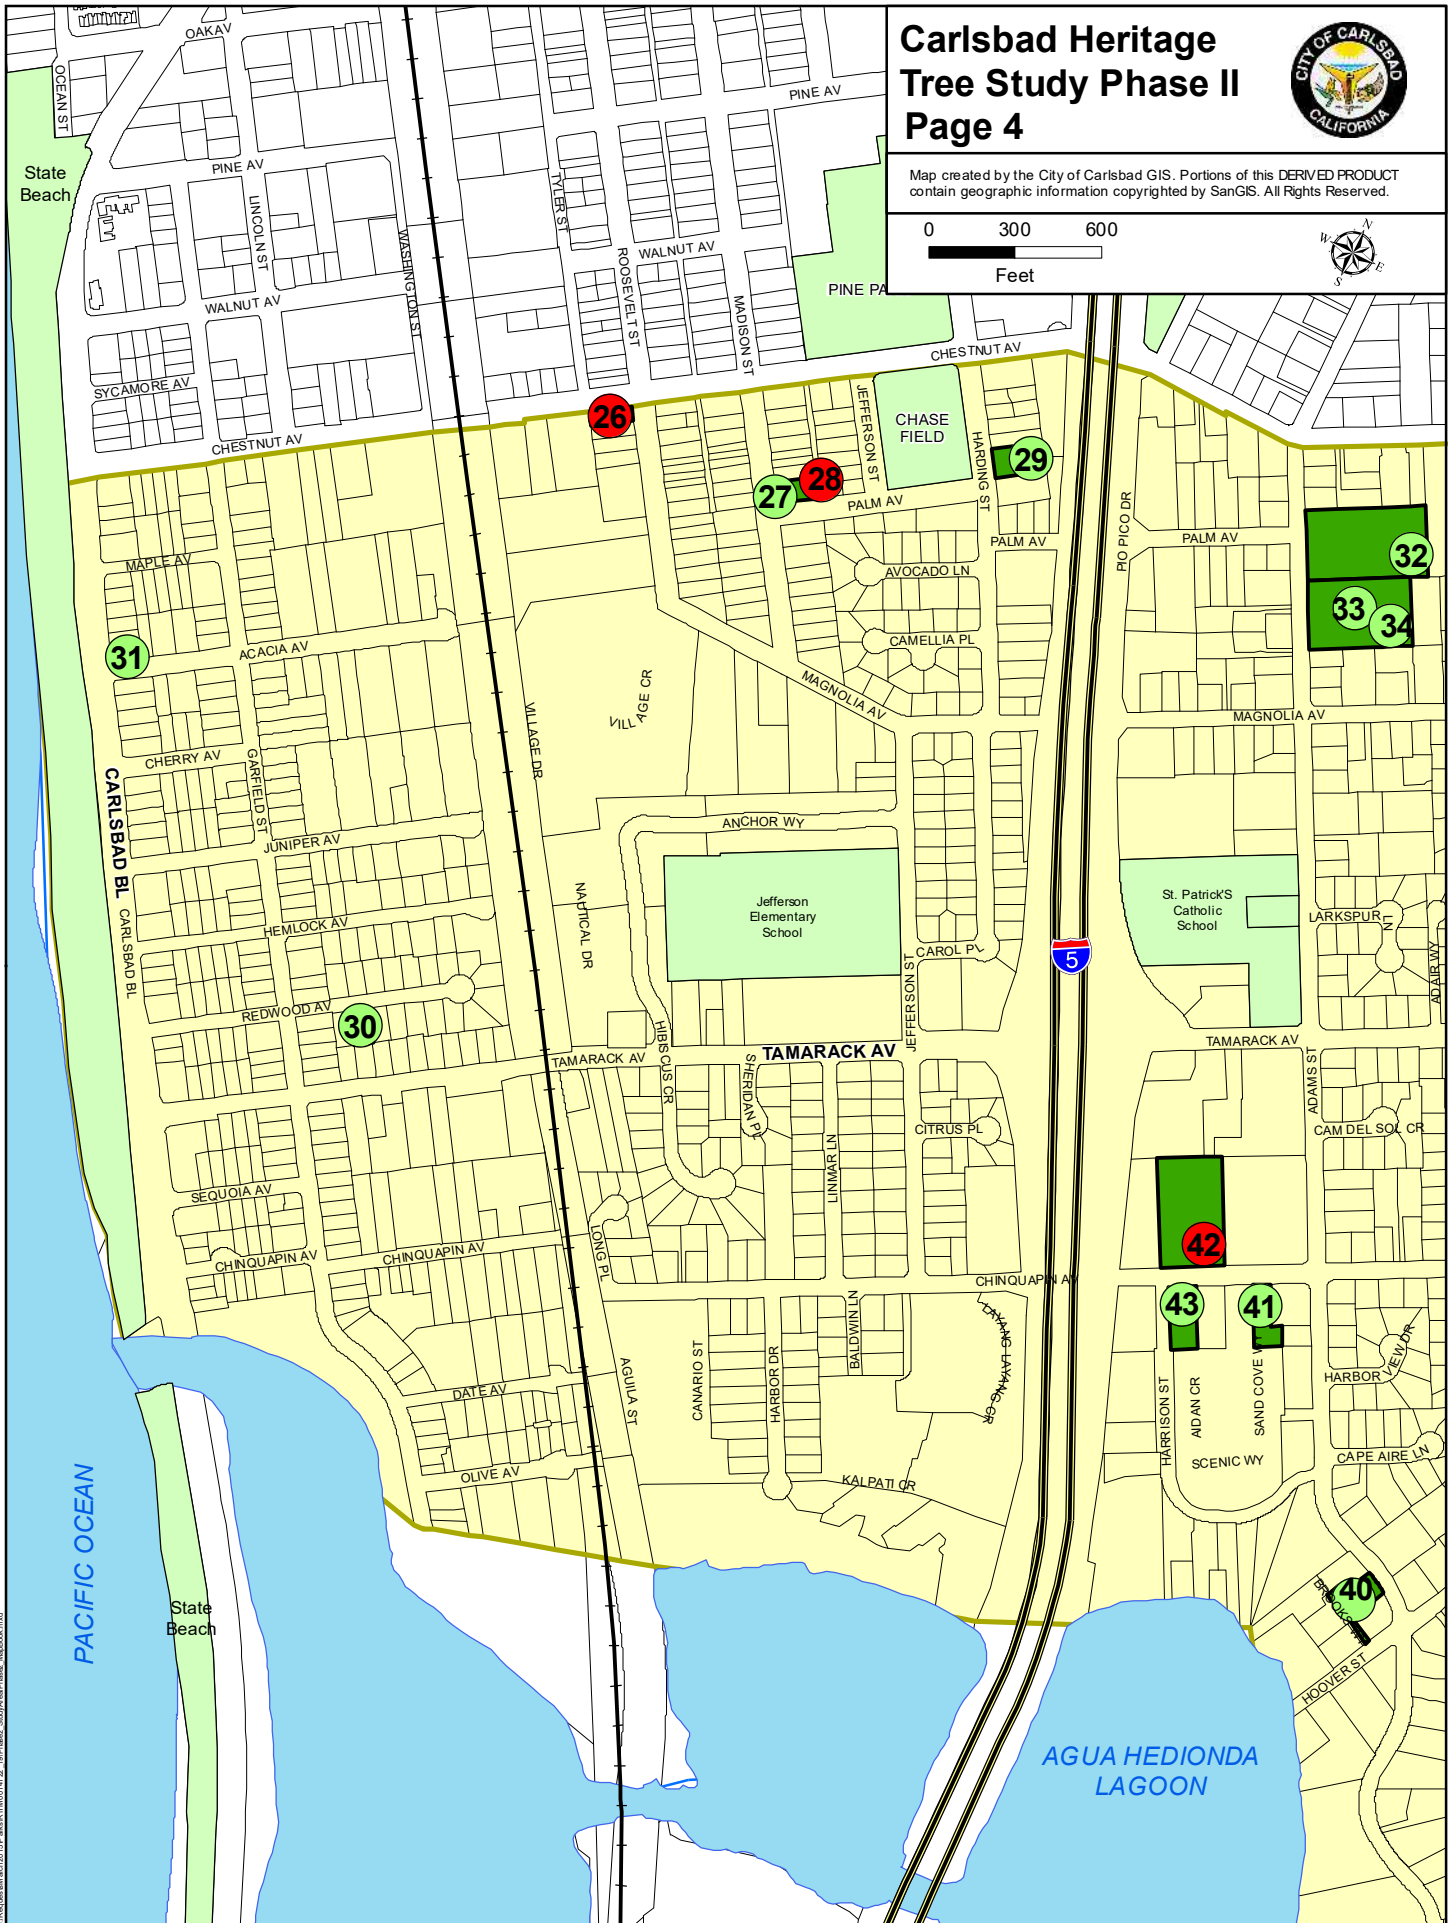 Carlsbad Heritage
Tree Study Phase II
Page 4
CITY OF CARLSBAD
CALIFORNIA
Map created by the City of Carlsbad GIS. Portions of this DERIVED PRODUCT
contain geographic information copyrighted by SanGIS. All Rights Reserved.
0 300 600
Feet
N
W
E
S
OAK AV
OCEAN ST
PINE AV
State
Beach
PINE AV
LINCOLN ST
WASHINGTON ST
TYLER ST
ROOSEVELT ST
WALNUT AV
MADISON ST
PINE PA
WALNUT AV
SYCAMORE AV
CHESTNUT AV
CHESTNUT AV
26
JEFFERSON ST
CHASE
FIELD
HARDING ST
29
27
28
PALM AV
PALM AV
PIO PICO DR
PALM AV
32
33
34
MAPLE AV
AVOCADO LN
31
ACACIA AV
CAMELLIA PL
MAGNOLIA AV
MAGNOLIA AV
VILLAGE CR
VILLAGE DR
CHERRY AV
CARLSBAD BL
GARFIELD ST
JUNIPER AV
ANCHOR WY
NAUTICAL DR
Jefferson
Elementary
School
St. Patrick'S
Catholic
School
LARKSPUR
LN
ADAIR WY
CARLSBAD BL
HEMLOCK AV
CAROL PL
5
JEFFERSON ST
REDWOOD AV
30
HIBISCUS CR
TAMARACK AV
TAMARACK AV
TAMARACK AV
SHERIDAN PL
ADAMS ST
LINMAR LN
CITRUS PL
CAM DEL SOL CR
SEQUOIA AV
LONG PL
CHINQUAPIN AV
CHINQUAPIN AV
CHINQUAPIN AV
42
43
41
LAYANG LAYANG CR
BALDWIN LN
CANARIO ST
HARBOR DR
AGUILA ST
DATE AV
OLIVE AV
KALPATI CR
HARRISON ST
AIDAN CR
SAND COVE WY
SCENIC WY
HARBOR VIEW DR
CAPE AIRE LN
40
HOOVER ST
PACIFIC OCEAN
State
Beach
AGUA HEDIONDA
LAGOON